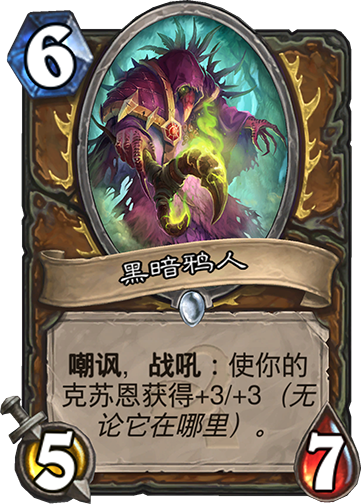 6
黑暗鸦人
嘲讽，战吼：使你的
克苏恩获得+3/+3（无
论它在哪里）。
5
7